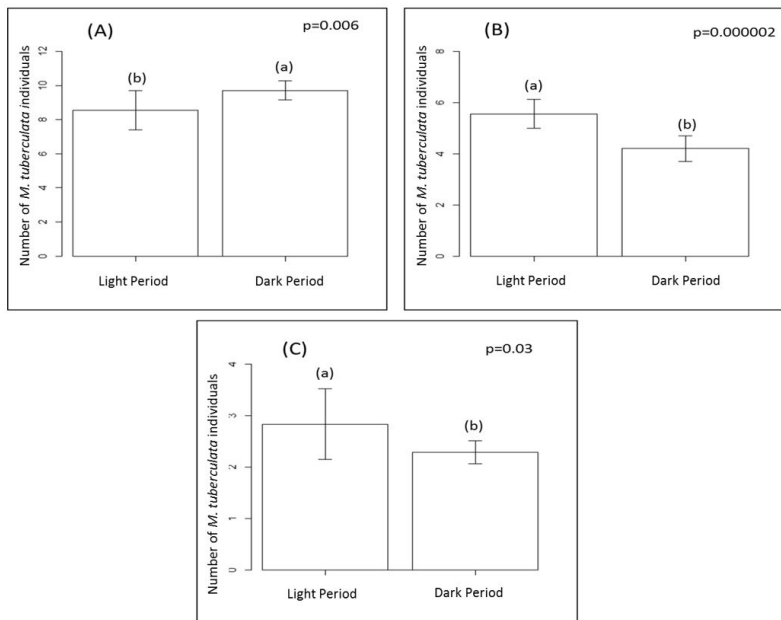 (A)
p=0.006
Number of M. tuberculata individuals
12
10
8
6
4
2
0
(b)
(a)
Light Period
Dark Period
(B)
p=0.000002
Number of M. tuberculata individuals
8
6
4
2
0
(a)
(b)
Light Period
Dark Period
(C)
p=0.03
Number of M. tuberculata individuals
4
3
2
1
0
(a)
(b)
Light Period
Dark Period